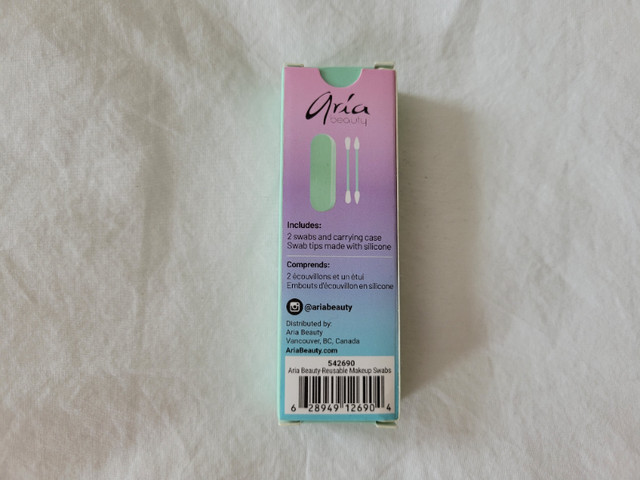 aria
beauty
Includes:
2 swabs and carrying case
Swab tips made with silicone
Comprends:
2 écouvillons et un étui
Embouts d'écouvillon en silicone
@ariabeauty
Distributed by:
Aria Beauty
Vancouver, BC, Canada
AriaBeauty.com
542690
Aria Beauty Reusable Makeup Swabs
6 28949 12690 4